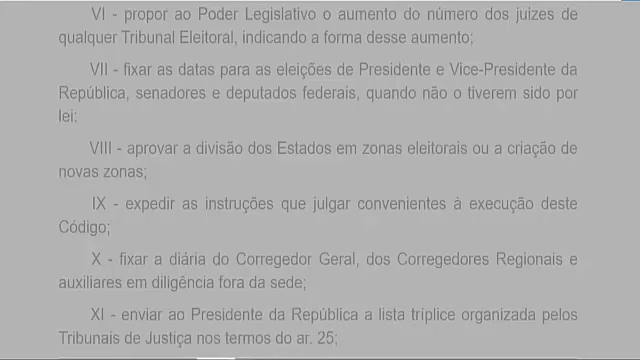 VI - propor ao Poder Legislativo o aumento do número dos juizes de
qualquer Tribunal Eleitoral, indicando a forma desse aumento;
VII - fixar as datas para as eleições de Presidente e Vice-Presidente da
República, senadores e deputados federais, quando não o tiverem sido por
lei:
VIII - aprovar a divisão dos Estados em zonas eleitorais ou a criação de
novas zonas;
IX - expedir as instruções que julgar convenientes à execução deste
Código;
X - fixar a diária do Corregedor Geral, dos Corregedores Regionais e
auxiliares em diligência fora da sede;
XI - enviar ao Presidente da República a lista tríplice organizada pelos
Tribunais de Justiça nos termos do ar. 25;